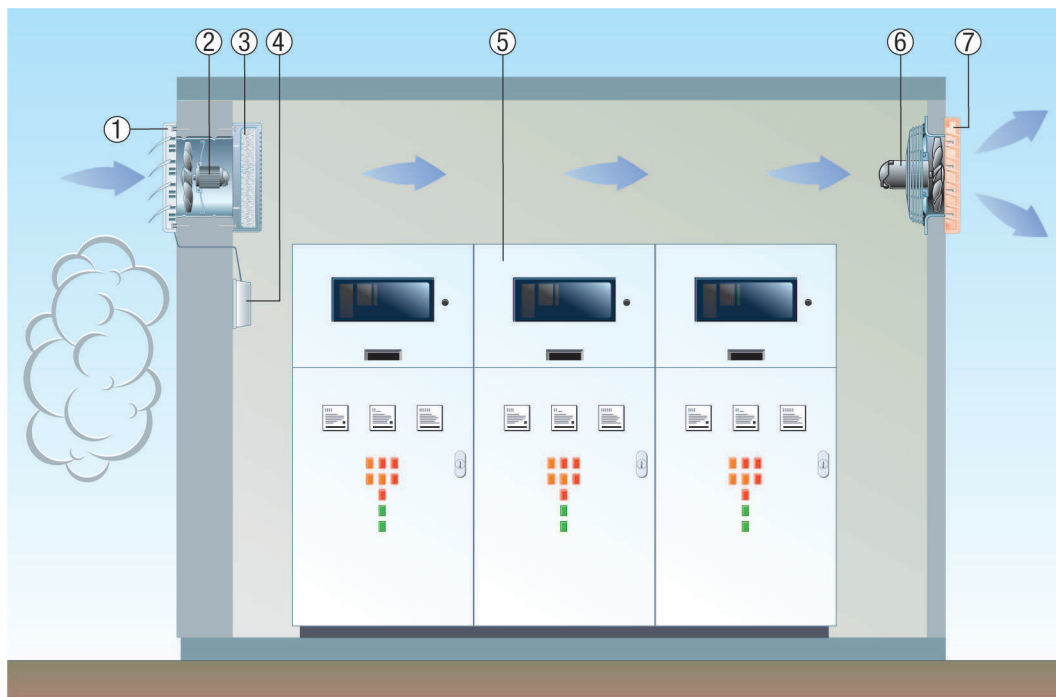 ② ③ ④ ⑤ ⑥ ⑦
①